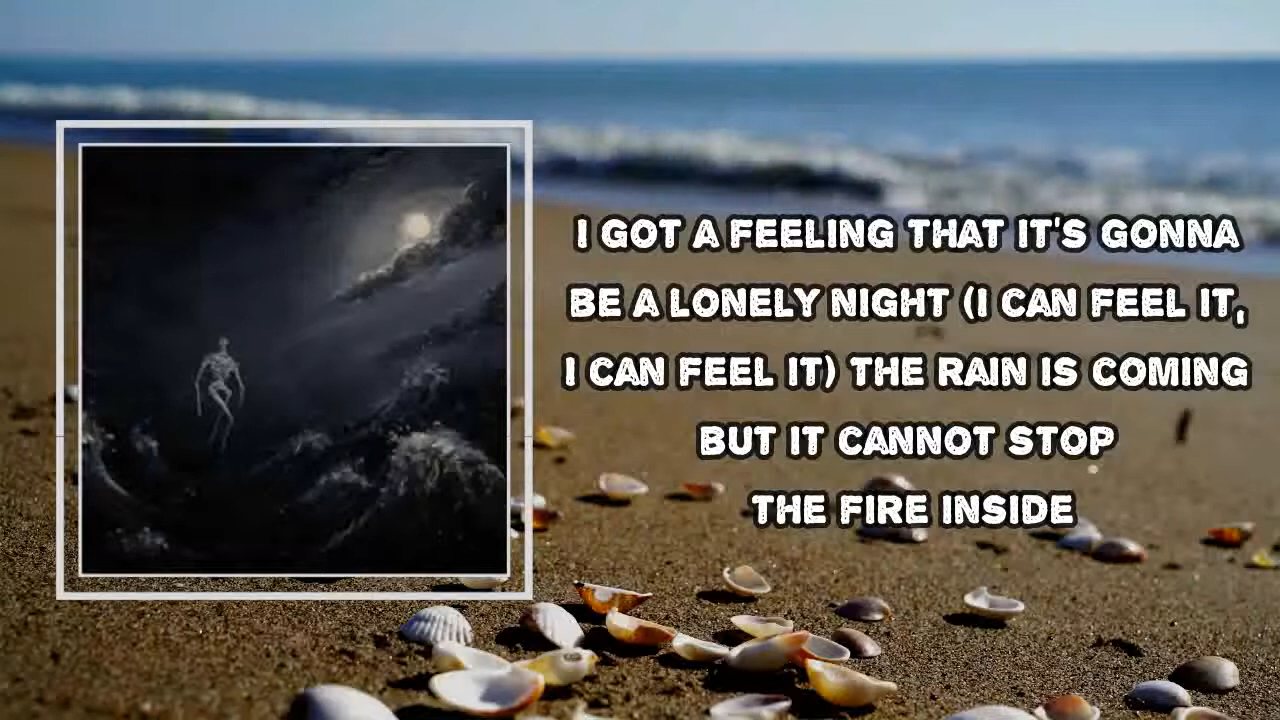 I GOT A FEELING THAT IT'S GONNA
BE A LONELY NIGHT (I CAN FEEL IT,
I CAN FEEL IT) THE RAIN IS COMING
BUT IT CANNOT STOP
THE FIRE INSIDE